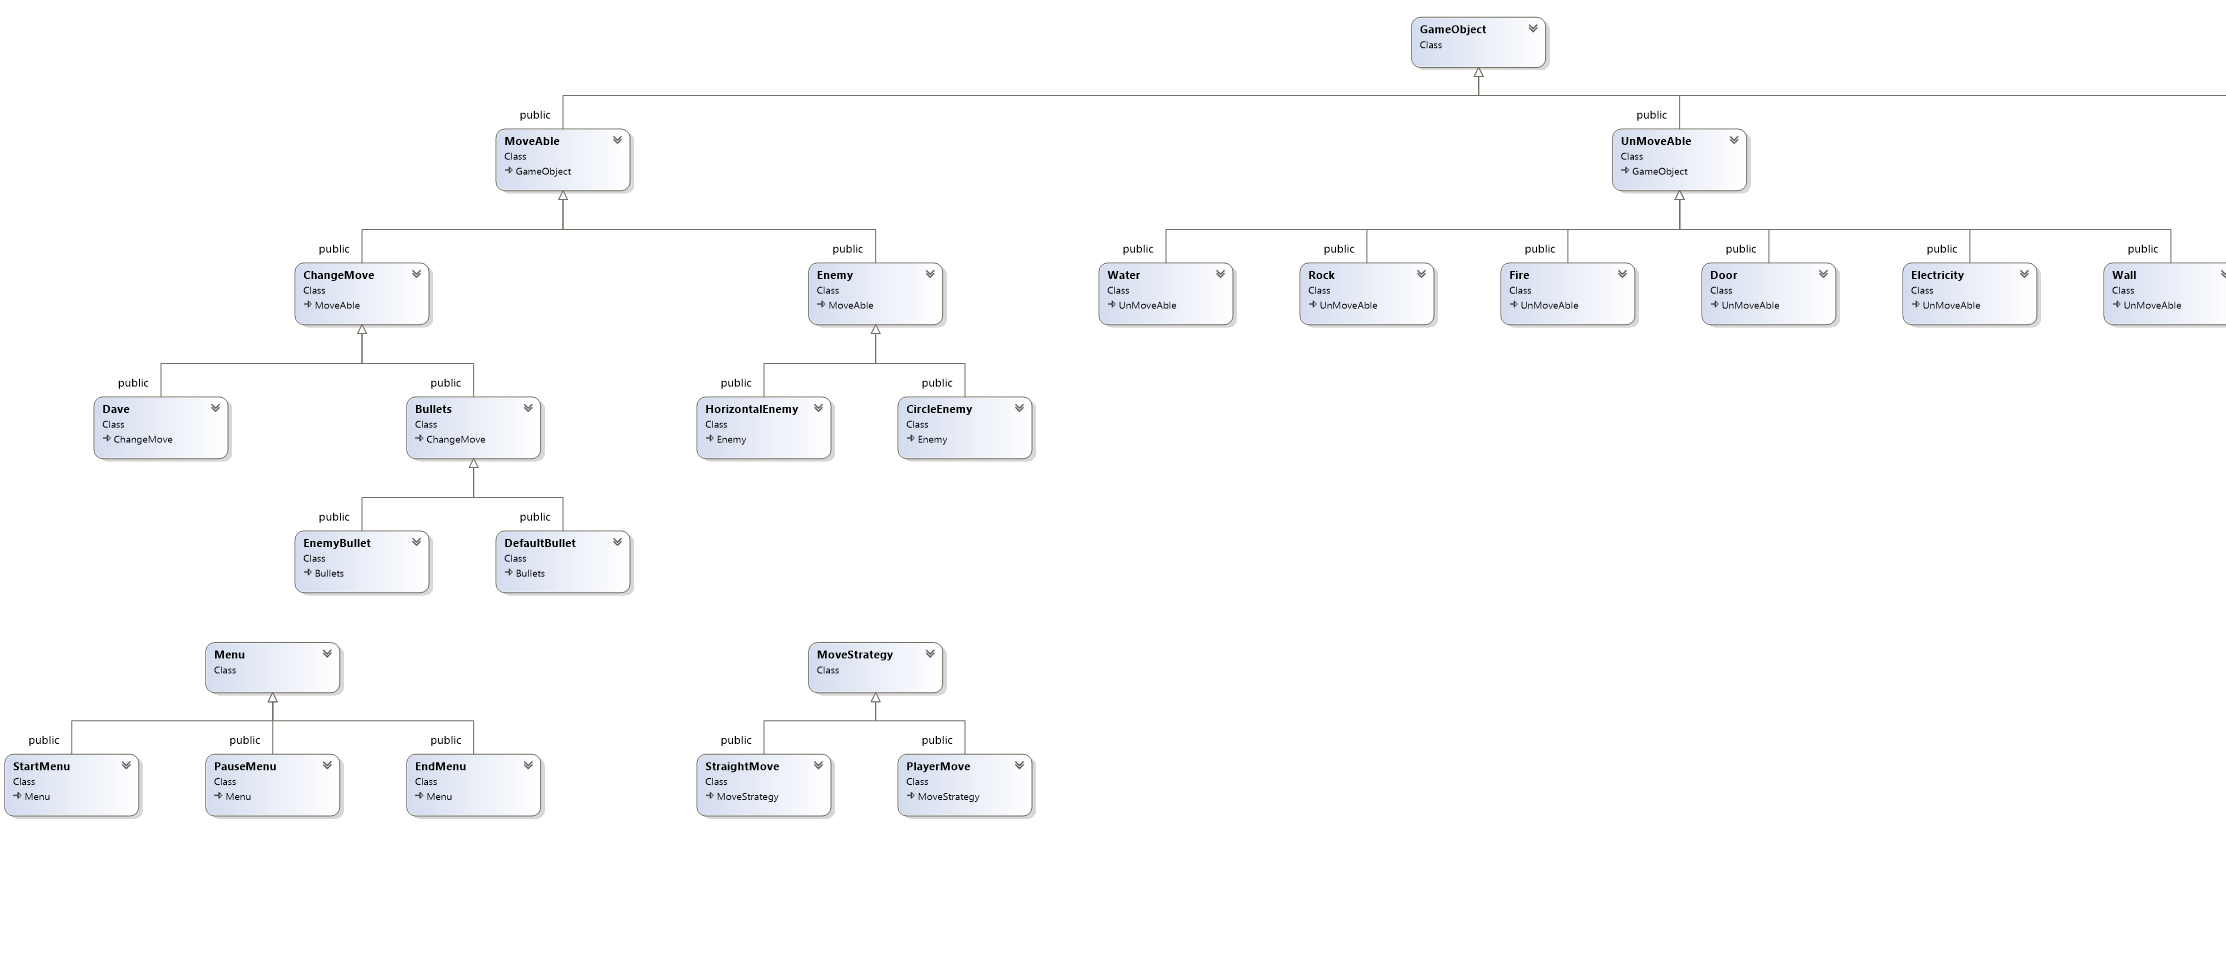 GameObject
Class
public
MoveAble
Class
GameObject
public
UnMoveAble
Class
GameObject
public
ChangeMove
Class
MoveAble
public
Enemy
Class
MoveAble
public
Water
Class
UnMoveAble
public
Rock
Class
UnMoveAble
public
Fire
Class
UnMoveAble
public
Door
Class
UnMoveAble
public
Electricity
Class
UnMoveAble
public
Wall
Class
UnMoveAble
public
Dave
Class
ChangeMove
public
Bullets
Class
ChangeMove
public
HorizontalEnemy
Class
Enemy
public
CircleEnemy
Class
Enemy
public
EnemyBullet
Class
Bullets
public
DefaultBullet
Class
Bullets
Menu
Class
MoveStrategy
Class
public
StartMenu
Class
Menu
public
PauseMenu
Class
Menu
public
EndMenu
Class
Menu
public
StraightMove
Class
MoveStrategy
public
PlayerMove
Class
MoveStrategy